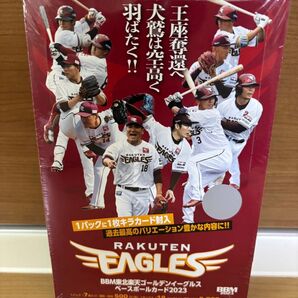 王座奪還へ
犬鷲は空高く
羽ばたく!!
EAGLES
18
1パックに1枚キラカード封入
過去最高のバリエーション豊かな内容に!!
RAKUTEN
EAGLES
BBM東北楽天ゴールデンイーグルス
ベースボールカード2023
BBM